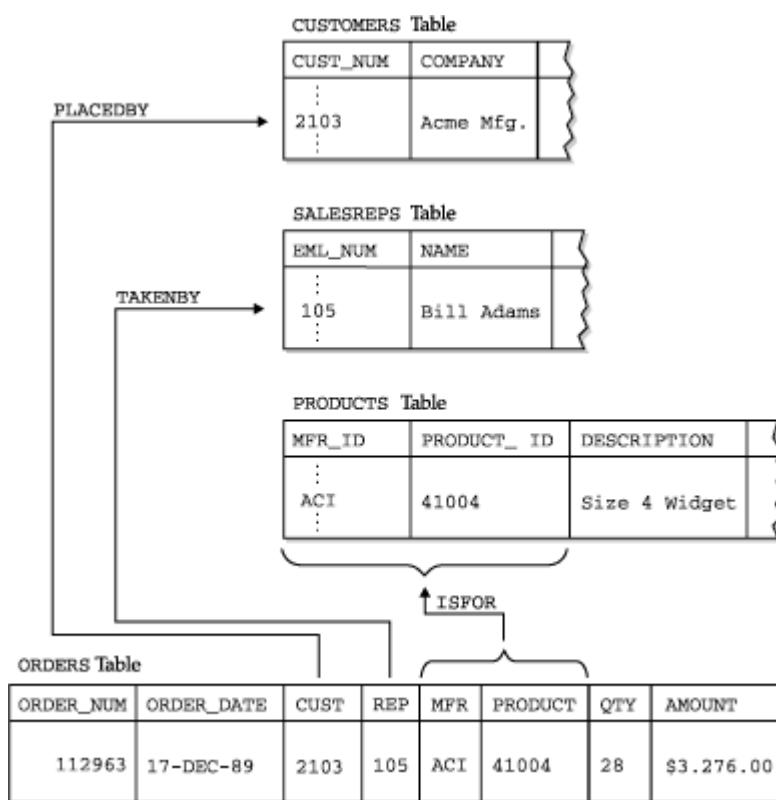 CUSTOMERS Table
CUST_NUM COMPANY
PLACEDBY
2103 Acme Mfg.
SALESREPS Table
EML_NUM NAME
TAKENBY
105 Bill Adams
PRODUCTS Table
MFR_ID PRODUCT_ ID DESCRIPTION
ACI 41004 Size 4 Widget
ISFOR
ORDERS Table
ORDER_NUM ORDER_DATE CUST REP MFR PRODUCT QTY AMOUNT
112963 17-DEC-89 2103 105 ACI 41004 28 $3.276.00